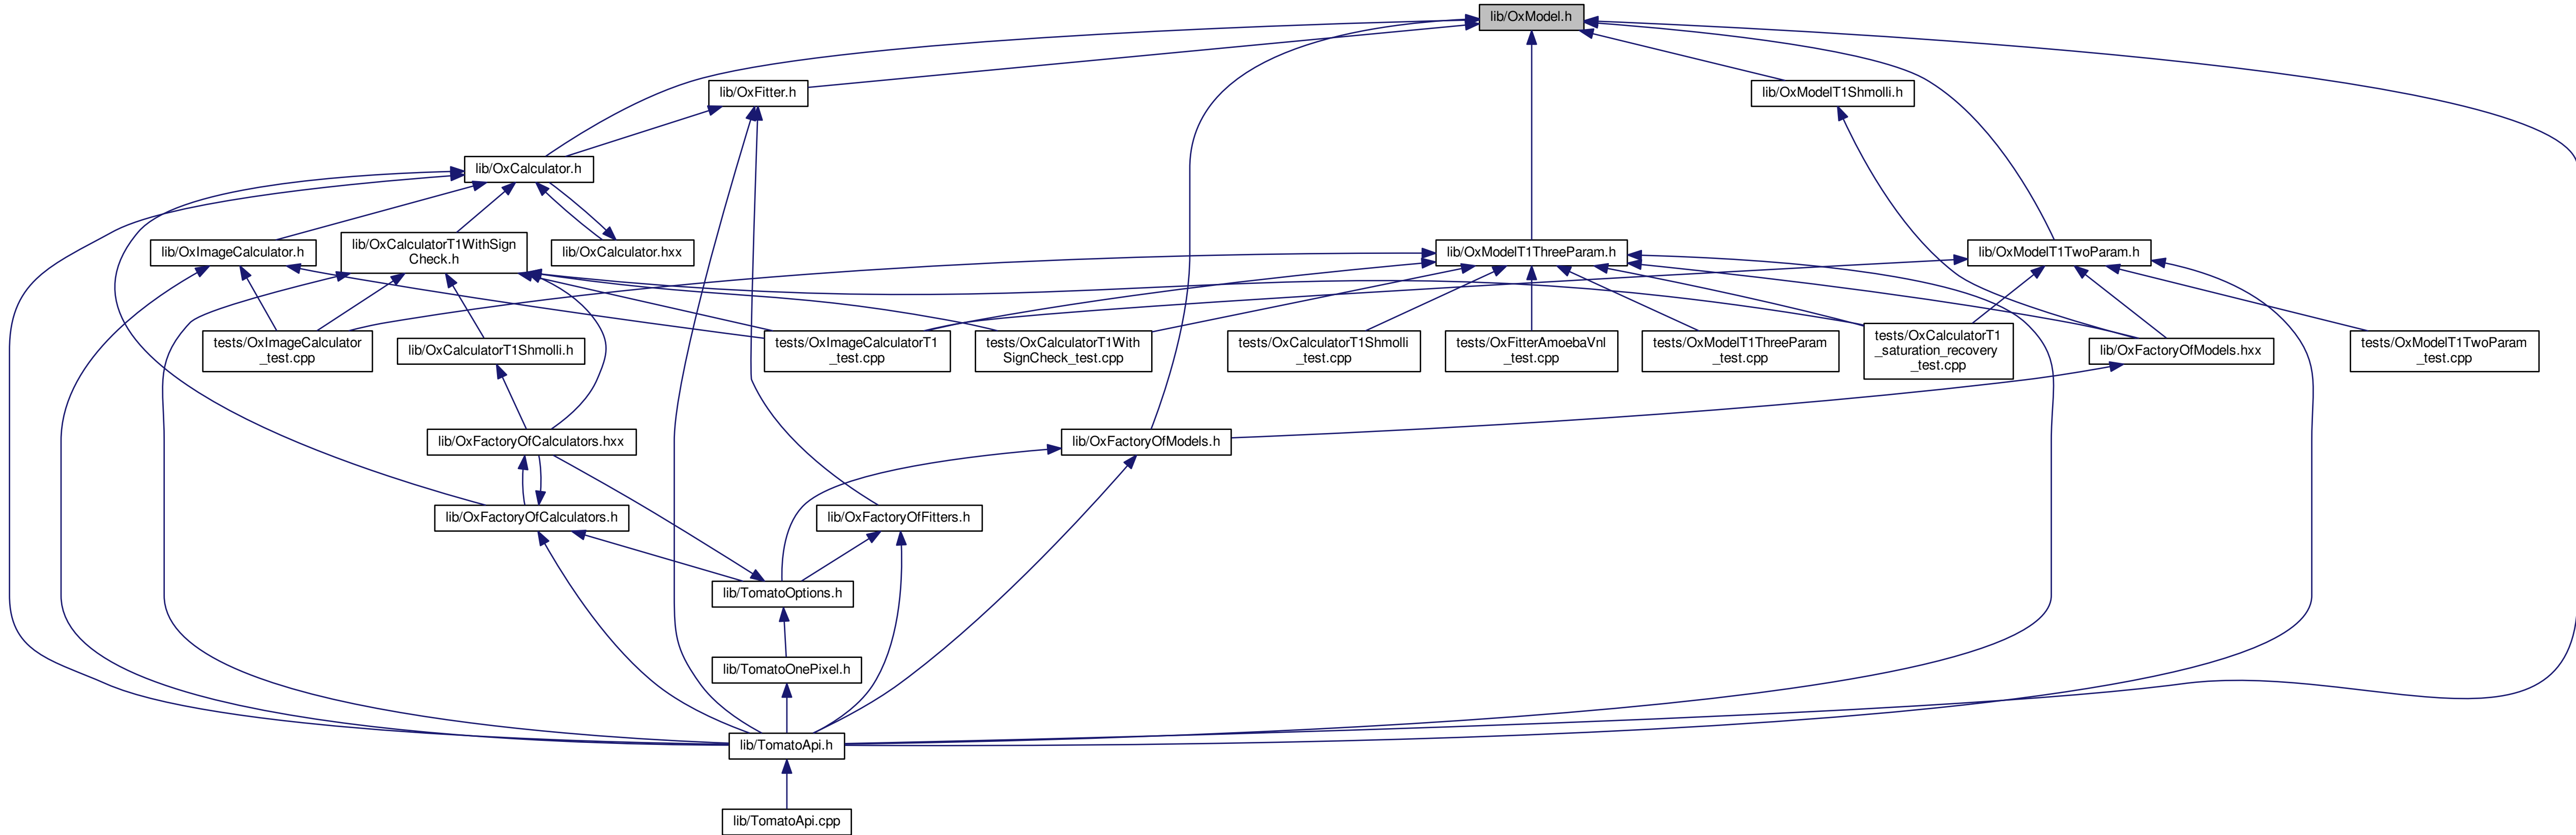 lib/OxModel.h
lib/OxFitter.h
lib/OxModelT1Shmolli.h
lib/OxCalculator.h
lib/OxImageCalculator.h
lib/OxCalculatorT1WithSign
Check.h
lib/OxCalculator.hxx
lib/OxModelT1ThreeParam.h
lib/OxModelT1TwoParam.h
tests/OxImageCalculator
_test.cpp
lib/OxCalculatorT1Shmolli.h
tests/OxImageCalculatorT1
_test.cpp
tests/OxCalculatorT1With
SignCheck_test.cpp
tests/OxCalculatorT1Shmolli
_test.cpp
tests/OxFitterAmoebaVnl
_test.cpp
tests/OxModelT1ThreeParam
_test.cpp
tests/OxCalculatorT1
_saturation_recovery
_test.cpp
lib/OxFactoryOfModels.hxx
tests/OxModelT1TwoParam
_test.cpp
lib/OxFactoryOfCalculators.hxx
lib/OxFactoryOfModels.h
lib/OxFactoryOfCalculators.h
lib/OxFactoryOfFitters.h
lib/TomatoOptions.h
lib/TomatoOnePixel.h
lib/TomatoApi.h
lib/TomatoApi.cpp